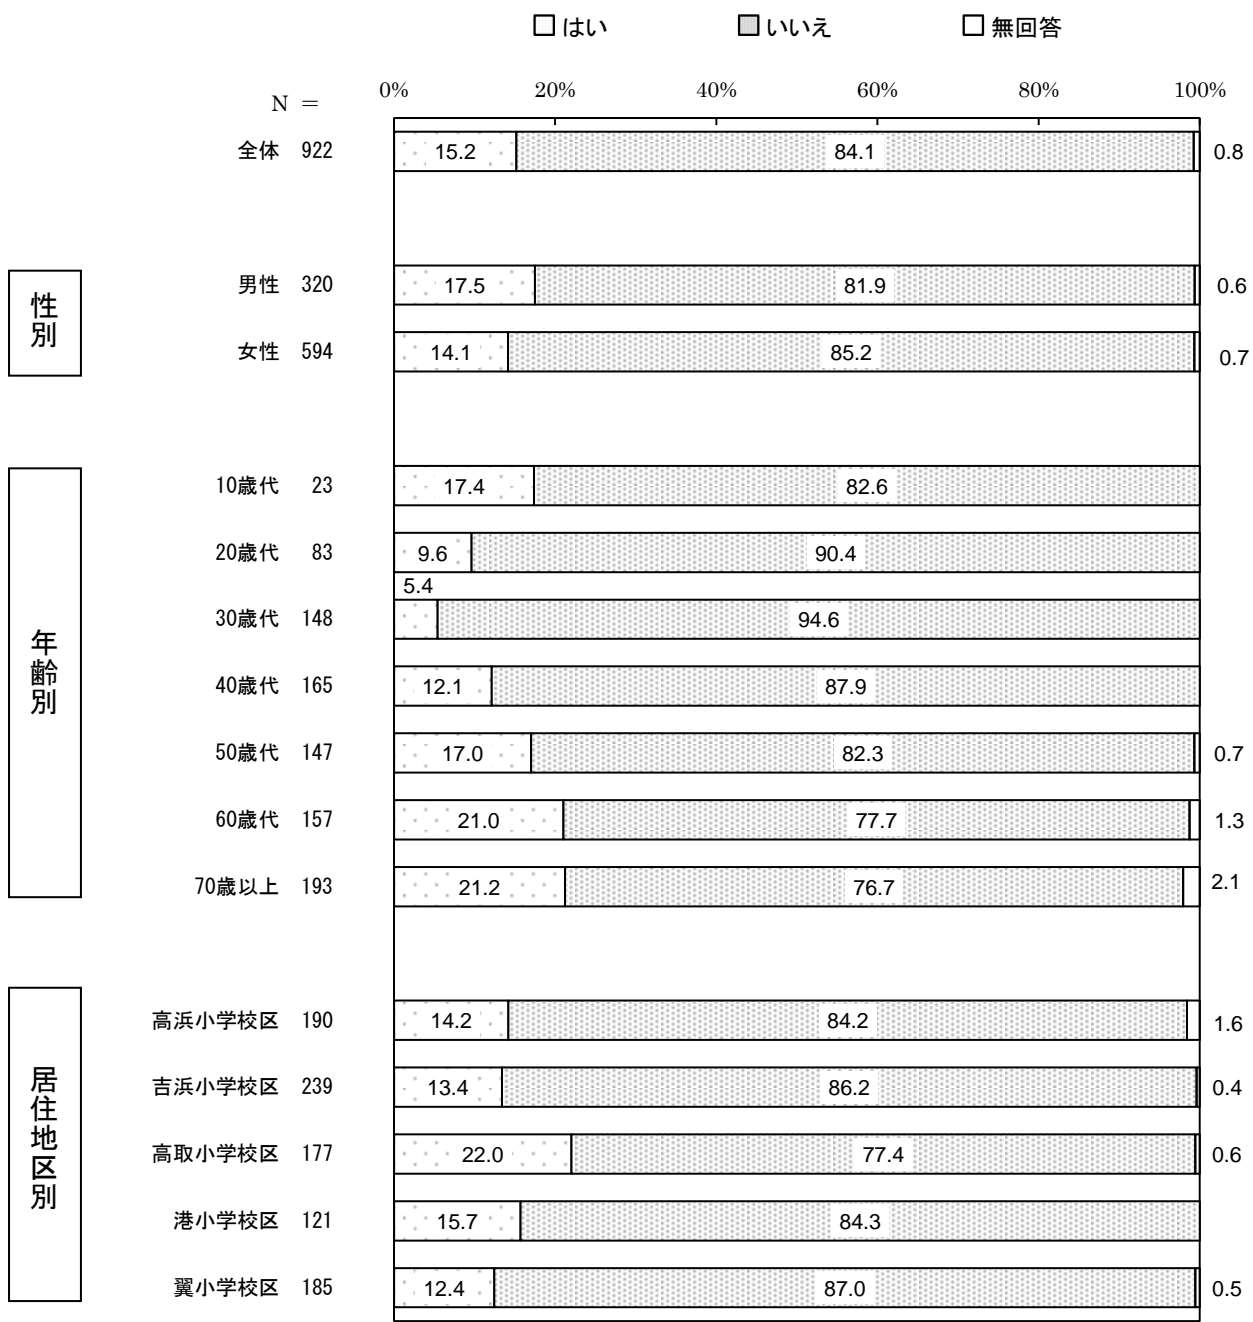 はい いいえ 無回答
0% 20% 40% 60% 80% 100%
N =
全体 922 15.2 84.1 0.8
性別
男性 320 17.5 81.9 0.6
女性 594 14.1 85.2 0.7
年齢別
10歳代 23 17.4 82.6
20歳代 83 9.6 90.4
5.4
30歳代 148 94.6
40歳代 165 12.1 87.9
50歳代 147 17.0 82.3 0.7
60歳代 157 21.0 77.7 1.3
70歳以上 193 21.2 76.7 2.1
居住地区別
高浜小学校区 190 14.2 84.2 1.6
吉浜小学校区 239 13.4 86.2 0.4
高取小学校区 177 22.0 77.4 0.6
港小学校区 121 15.7 84.3
翼小学校区 185 12.4 87.0 0.5